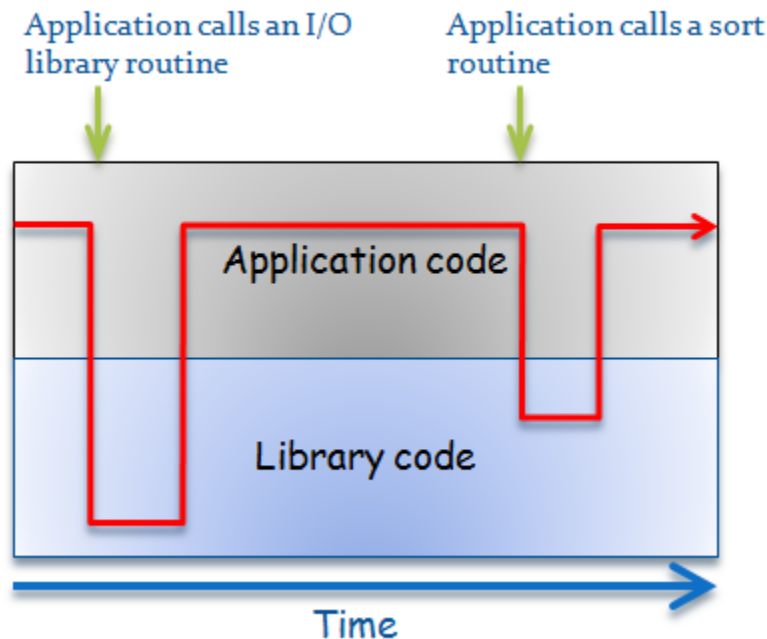 Application calls an I/O
library routine
Application calls a sort
routine
Application code
Library code
Time